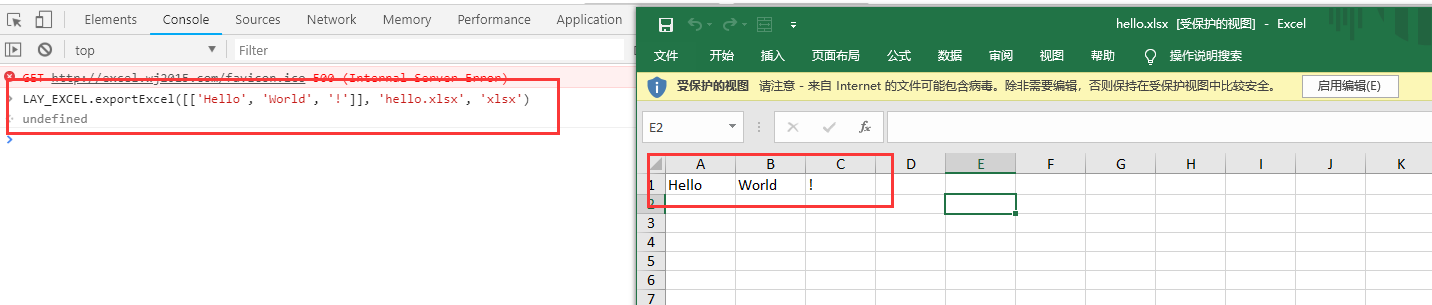 Elements Console Sources Network Memory Performance
top Filter
GET http://excel.wj2015.com/favicon.ico 500 (Internal Server Error)
LAY_EXCEL.exportExcel([['Hello', 'World', '!']], 'hello.xlsx', 'xlsx')
undefined
hello.xlsx [受保护的视图] - Excel
文件 开始 插入 页面布局 公式 数据 审阅 视图 帮助 操作说明搜索
受保护的视图 请注意 - 来自 Internet 的文件可能包含病毒。除非需要编辑，否则保持在受保护视图中比较安全。 启用编辑(E)
E2 fx
A B C D E F G H I J K
1 Hello World !
2
3
4
5
6
7